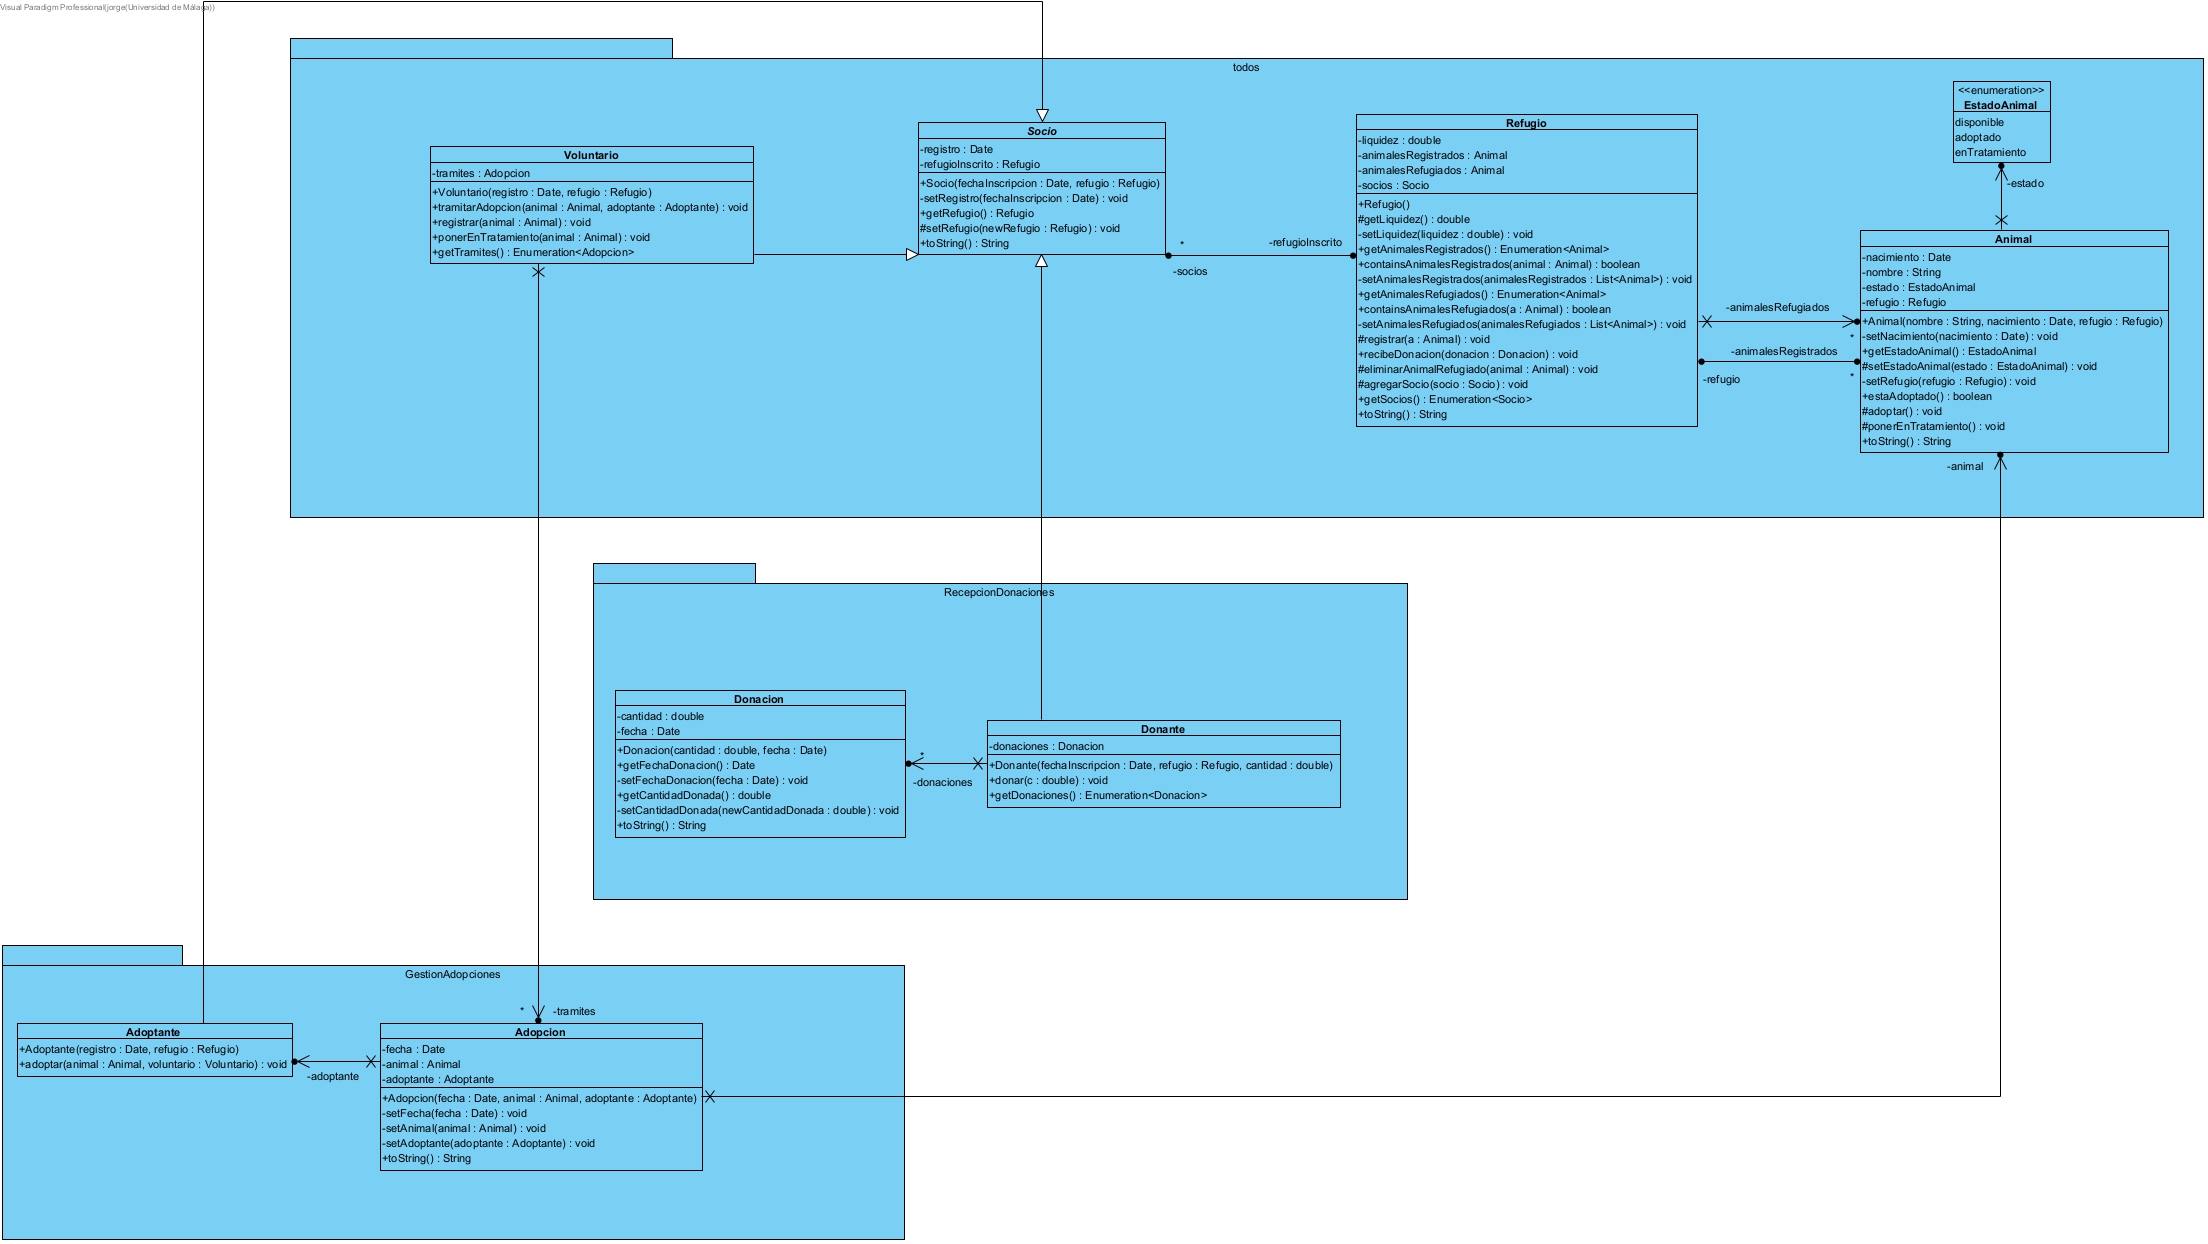 Visual Paradigm Professional(jorge(Universidad de Málaga))
todos
<<enumeration>>
EstadoAnimal
disponible
adoptado
enTratamiento
-estado
Voluntario
-tramites : Adopcion
+Voluntario(registro : Date, refugio : Refugio)
+tramitarAdopcion(animal : Animal, adoptante : Adoptante) : void
+registrar(animal : Animal) : void
+ponerEnTratamiento(animal : Animal) : void
+getTramites() : Enumeration<Adopcion>
Socio
-registro : Date
-refugioInscrito : Refugio
+Socio(fechaInscripcion : Date, refugio : Refugio)
-setRegistro(fechaInscripcion : Date) : void
+getRefugio() : Refugio
#setRefugio(newRefugio : Refugio) : void
+toString() : String
*
-socios
-refugioInscrito
Refugio
-liquidez : double
-animalesRegistrados : Animal
-animalesRefugiados : Animal
-socios : Socio
+Refugio()
#getLiquidez() : double
-setLiquidez(liquidez : double) : void
+getAnimalesRegistrados() : Enumeration<Animal>
+containsAnimalesRegistrados(animal : Animal) : boolean
-setAnimalesRegistrados(animalesRegistrados : List<Animal>) : void
+getAnimalesRefugiados() : Enumeration<Animal>
+containsAnimalesRefugiados(a : Animal) : boolean
-setAnimalesRefugiados(animalesRefugiados : List<Animal>) : void
#registrar(a : Animal) : void
+recibeDonacion(donacion : Donacion) : void
#eliminarAnimalRefugiado(animal : Animal) : void
#agregarSocio(socio : Socio) : void
+getSocios() : Enumeration<Socio>
+toString() : String
-animalesRefugiados
*
-animalesRegistrados
-refugio
*
Animal
-nacimiento : Date
-nombre : String
-estado : EstadoAnimal
-refugio : Refugio
+Animal(nombre : String, nacimiento : Date, refugio : Refugio)
-setNacimiento(nacimiento : Date) : void
+getEstadoAnimal() : EstadoAnimal
#setEstadoAnimal(estado : EstadoAnimal) : void
-setRefugio(refugio : Refugio) : void
+estaAdoptado() : boolean
#adoptar() : void
#ponerEnTratamiento() : void
+toString() : String
-animal
RecepcionDonaciones
Donacion
-cantidad : double
-fecha : Date
+Donacion(cantidad : double, fecha : Date)
+getFechaDonacion() : Date
-setFechaDonacion(fecha : Date) : void
+getCantidadDonada() : double
-setCantidadDonada(newCantidadDonada : double) : void
+toString() : String
*
-donaciones
Donante
-donaciones : Donacion
+Donante(fechaInscripcion : Date, refugio : Refugio, cantidad : double)
+donar(c : double) : void
+getDonaciones() : Enumeration<Donacion>
GestionAdopciones
* -tramites
Adoptante
+Adoptante(registro : Date, refugio : Refugio)
+adoptar(animal : Animal, voluntario : Voluntario) : void
-adoptante
Adopcion
-fecha : Date
-animal : Animal
-adoptante : Adoptante
+Adopcion(fecha : Date, animal : Animal, adoptante : Adoptante)
-setFecha(fecha : Date) : void
-setAnimal(animal : Animal) : void
-setAdoptante(adoptante : Adoptante) : void
+toString() : String